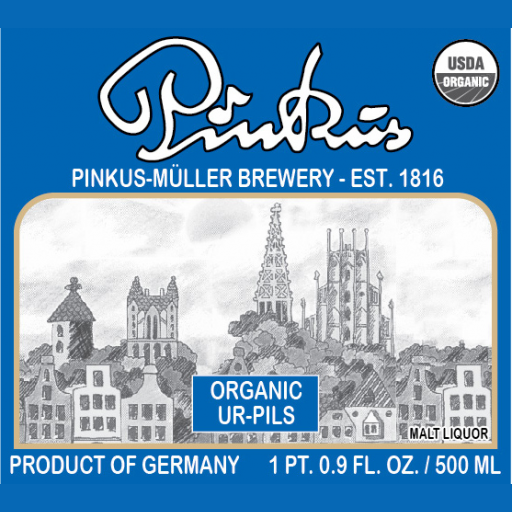 Pinkus
USDA
ORGANIC
PINKUS-MÜLLER BREWERY - EST. 1816
ORGANIC
UR-PILS
MALT LIQUOR
PRODUCT OF GERMANY 1 PT. 0.9 FL. OZ. / 500 ML